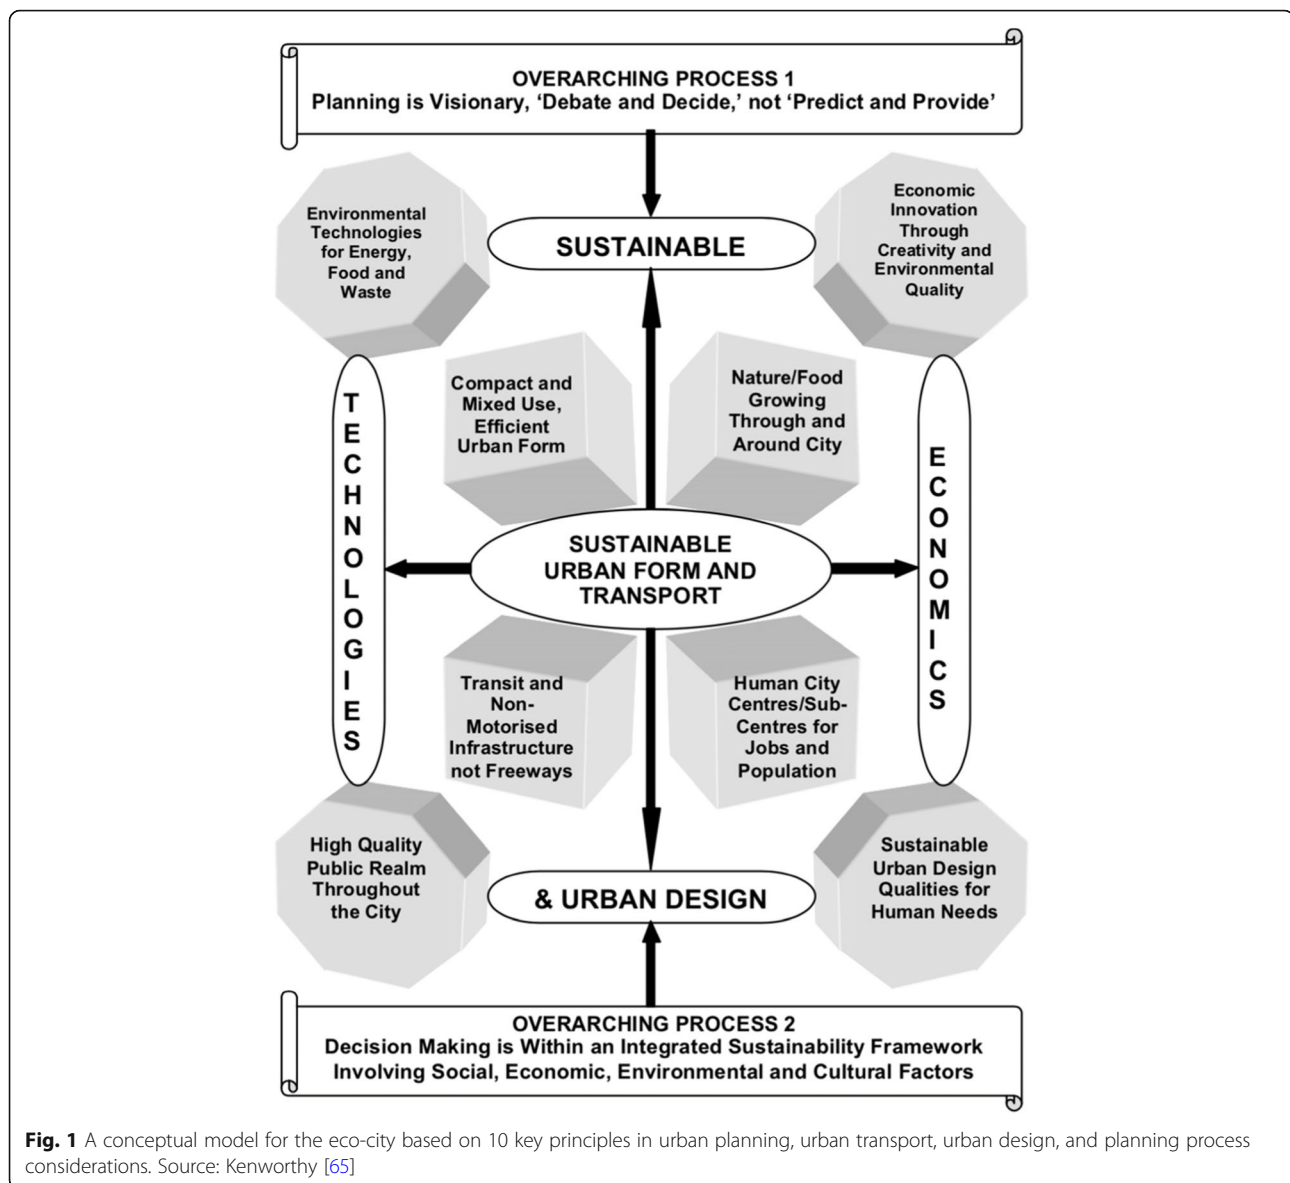 OVERARCHING PROCESS 1
Planning is Visionary, ‘Debate and Decide,’ not ‘Predict and Provide’
Environmental
Technologies
for Energy,
Food and
Waste
SUSTAINABLE
Economic
Innovation
Through
Creativity and
Environmental
Quality
Compact and
Mixed Use,
Efficient
Urban Form
Nature/Food
Growing
Through and
Around City
TECHNOLOGIES
SUSTAINABLE
URBAN FORM AND
TRANSPORT
ECONOMICS
Transit and
Non-
Motorised
Infrastructure
not Freeways
Human City
Centres/Sub-
Centres for
Jobs and
Population
High Quality
Public Realm
Throughout
the City
& URBAN DESIGN
Sustainable
Urban Design
Qualities for
Human Needs
OVERARCHING PROCESS 2
Decision Making is Within an Integrated Sustainability Framework
Involving Social, Economic, Environmental and Cultural Factors
Fig. 1 A conceptual model for the eco-city based on 10 key principles in urban planning, urban transport, urban design, and planning process
considerations. Source: Kenworthy [65]